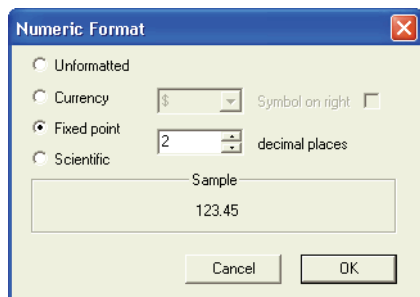 Numeric Format
Unformatted
Currency $ Symbol on right
Fixed point 2 decimal places
Scientific
Sample
123.45
Cancel OK